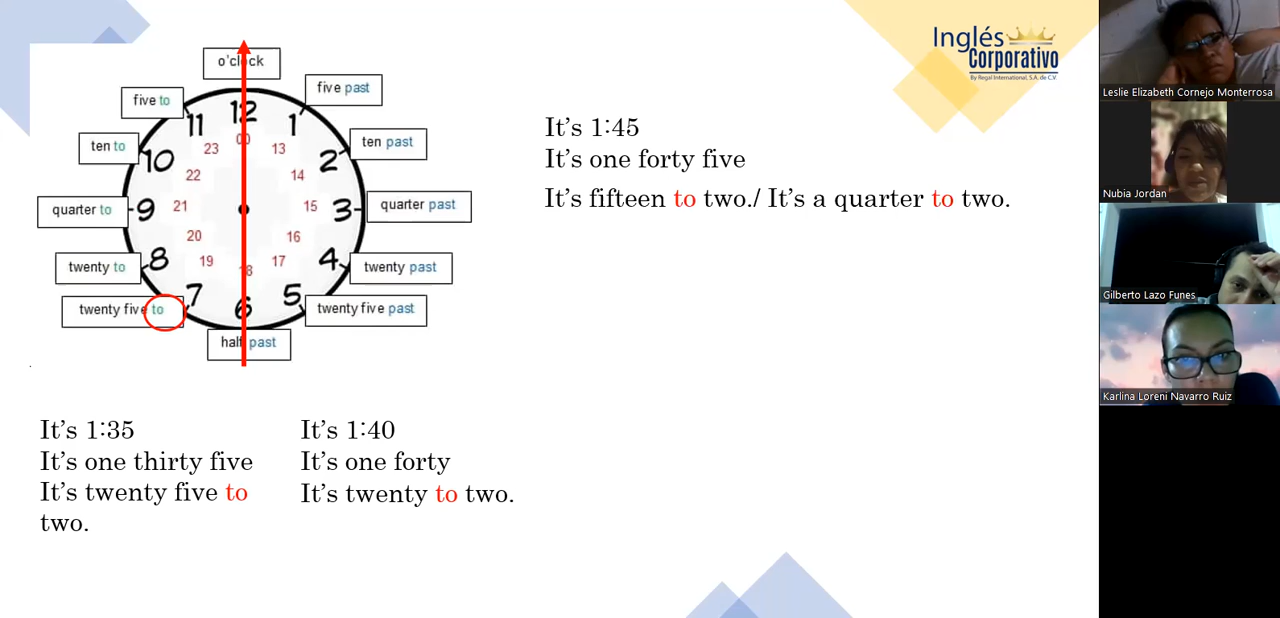 o'clock
five past
five to
ten past
ten to
quarter past
quarter to
twenty past
twenty to
twenty five past
twenty five to
half past
12
1
2
3
4
5
6
7
8
9
10
11
00
13
14
15
16
17
18
19
20
21
22
23
Inglés
Corporativo
By Regal International, S.A. de C.V.
It's 1:45
It's one forty five
It's fifteen to two./ It's a quarter to two.
It's 1:35
It's one thirty five
It's twenty five to
two.
It's 1:40
It's one forty
It's twenty to two.
Leslie Elizabeth Cornejo Monterrosa
Nubia Jordan
Gilberto Lazo Funes
Karlina Loreni Navarro Ruiz